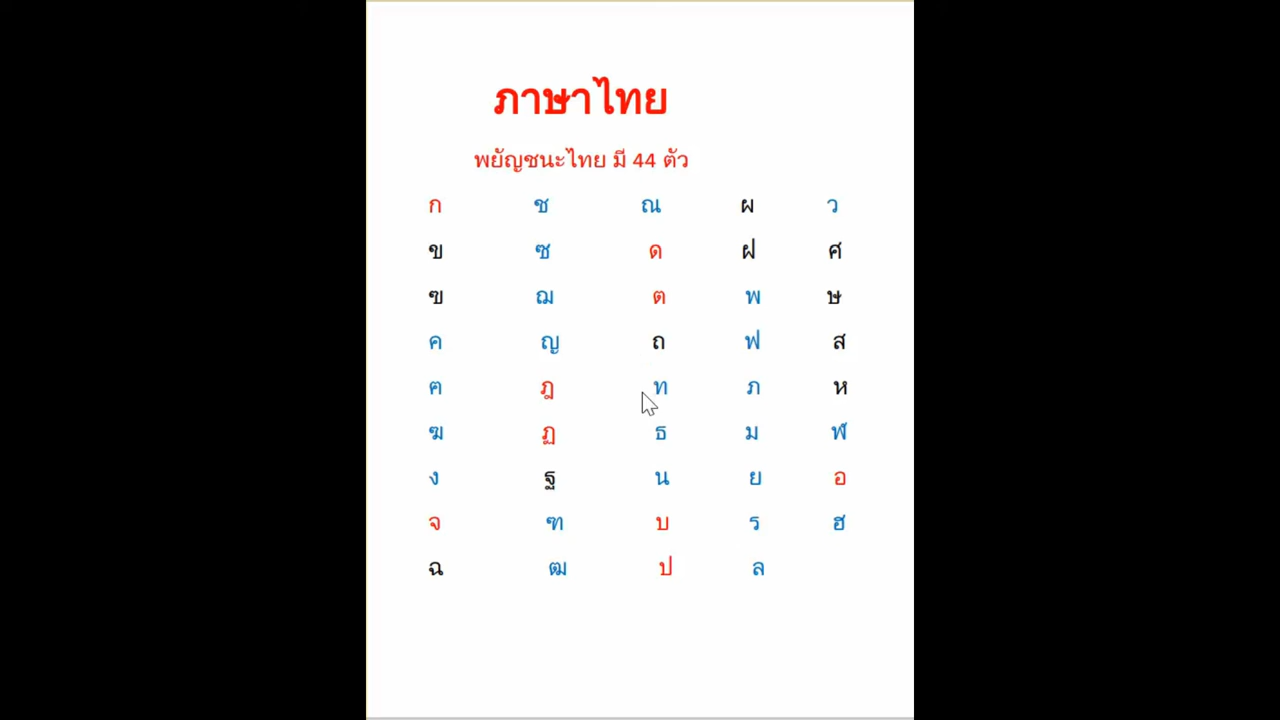 ภาษาไทย
พยัญชนะไทย มี 44 ตัว
ก ช ณ ผ ว
ข ซ ด ฝ ศ
ฃ ฌ ต พ ษ
ค ญ ถ ฟ ส
ฅ ฎ ท ภ ห
ฆ ฏ ธ ม ฬ
ง ฐ น ย อ
จ ฑ บ ร ฮ
ฉ ฒ ป ล